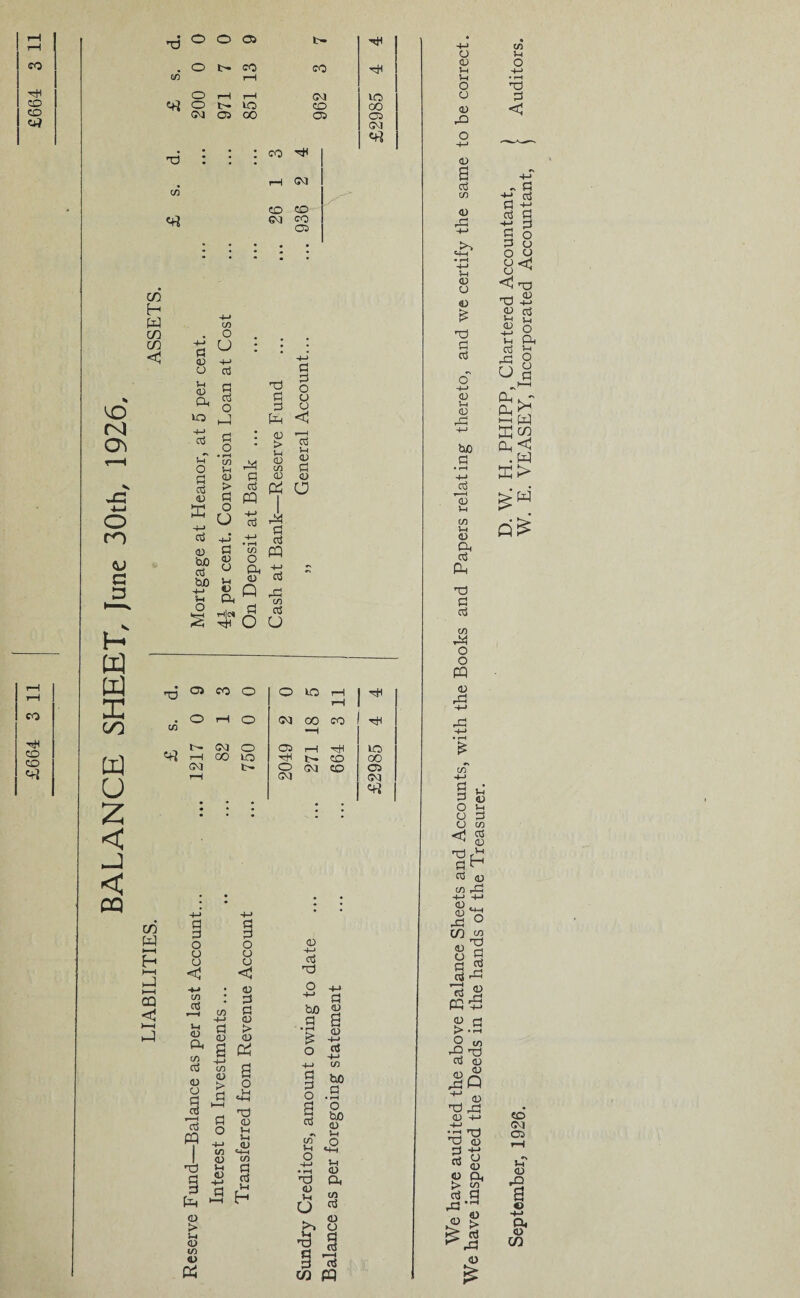 £664 3 11
£664 3 11
BALANCE SHEET, June 30th, 1926.
LIABILITIES.
£ s. d.
Reserve Fund—Balance as per last Account... ... 1217 0 9
Interest on Investments ... .. ... 82 1 3
Transferred from Revenue Account ... 750 0 0
2049 2 0
Sundry Creditors, amount owing to date ... ... 271 18 5
Balance as per foregoing statement ... ... 664 3 11
£2985 4 4
ASSETS.
£ s. d. £ s. d.
Mortgage at Heanor, at 5 per cent. ... ... 200 0 0
4½ per cent. Conversion Loan at Cost ... ... 971 7 0
On Deposit at Bank ... ... ... ... 851 13 9
Cash at Bank—Reserve Fund ... ... 26 1 3
„ General Account... ... 936 2 4
962 3 7
£2985 4 4
We have audited the above Balance Sheets and Accounts, with the Books and Papers relating thereto, and we certify the same to be correct.
We have inspected the Deeds in the hands of the Treasurer.
D. W. H. PHIPP, Chartered Accountant, } Auditors.
W. E. VEASEY, Incorporated Accountant,
September, 1926.